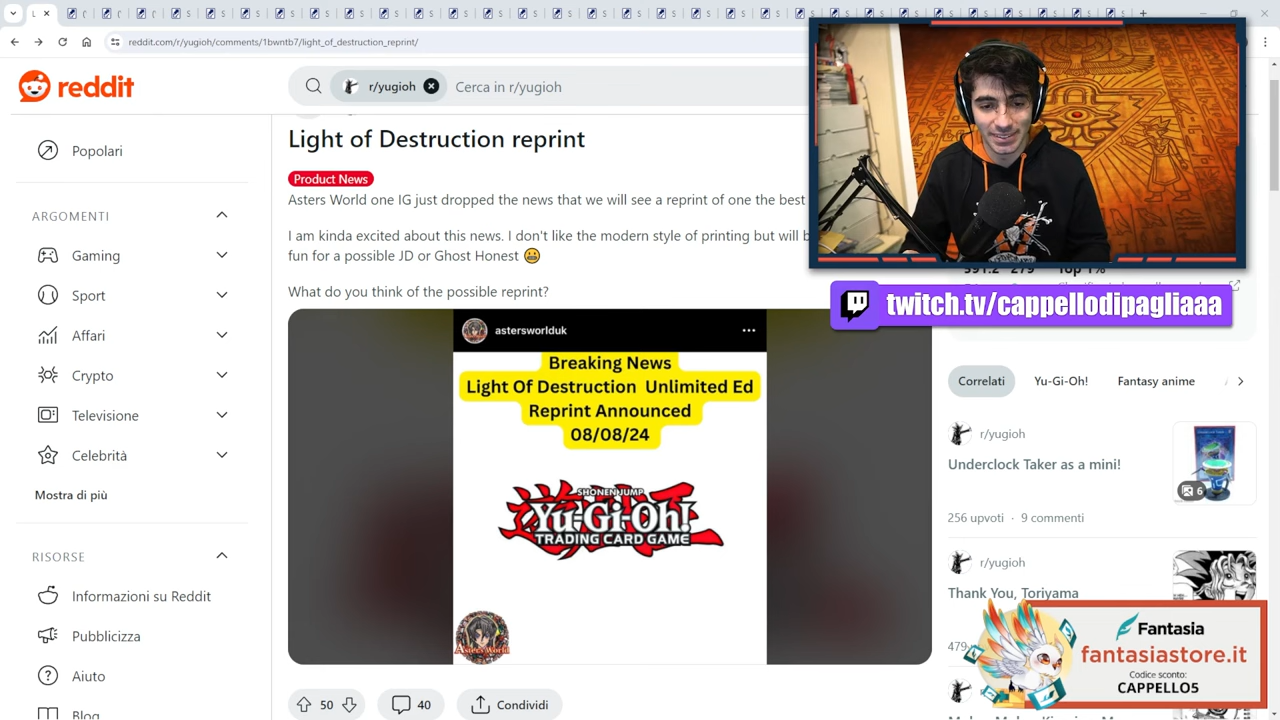 reddit.com/r/yugioh/comments/1bwntb7/light_of_destruction_reprint/
reddit
r/yugioh
Cerca in r/yugioh
Popolari
ARGOMENTI
Gaming
Sport
Affari
Crypto
Televisione
Celebrità
Mostra di più
RISORSE
Informazioni su Reddit
Pubblicizza
Aiuto
Blog
Light of Destruction reprint
Product News
Asters World one IG just dropped the news that we will see a reprint of one the best
I am kinda excited about this news. I don't like the modern style of printing but will
fun for a possible JD or Ghost Honest
What do you think of the possible reprint?
astersworlduk
Breaking News
Light Of Destruction Unlimited Ed
Reprint Announced
08/08/24
SHONEN JUMP
Yu-Gi-Oh!
TRADING CARD GAME
Asters World
50
40
Condividi
twitch.tv/cappellodipagliaaa
591.2 279 Top 1%
Correlati
Yu-Gi-Oh!
Fantasy anime
r/yugioh
Underclock Taker as a mini!
6
256 upvoti · 9 commenti
r/yugioh
Thank You, Toriyama
Fantasia
fantasiastore.it
Codice sconto:
CAPPELLO5